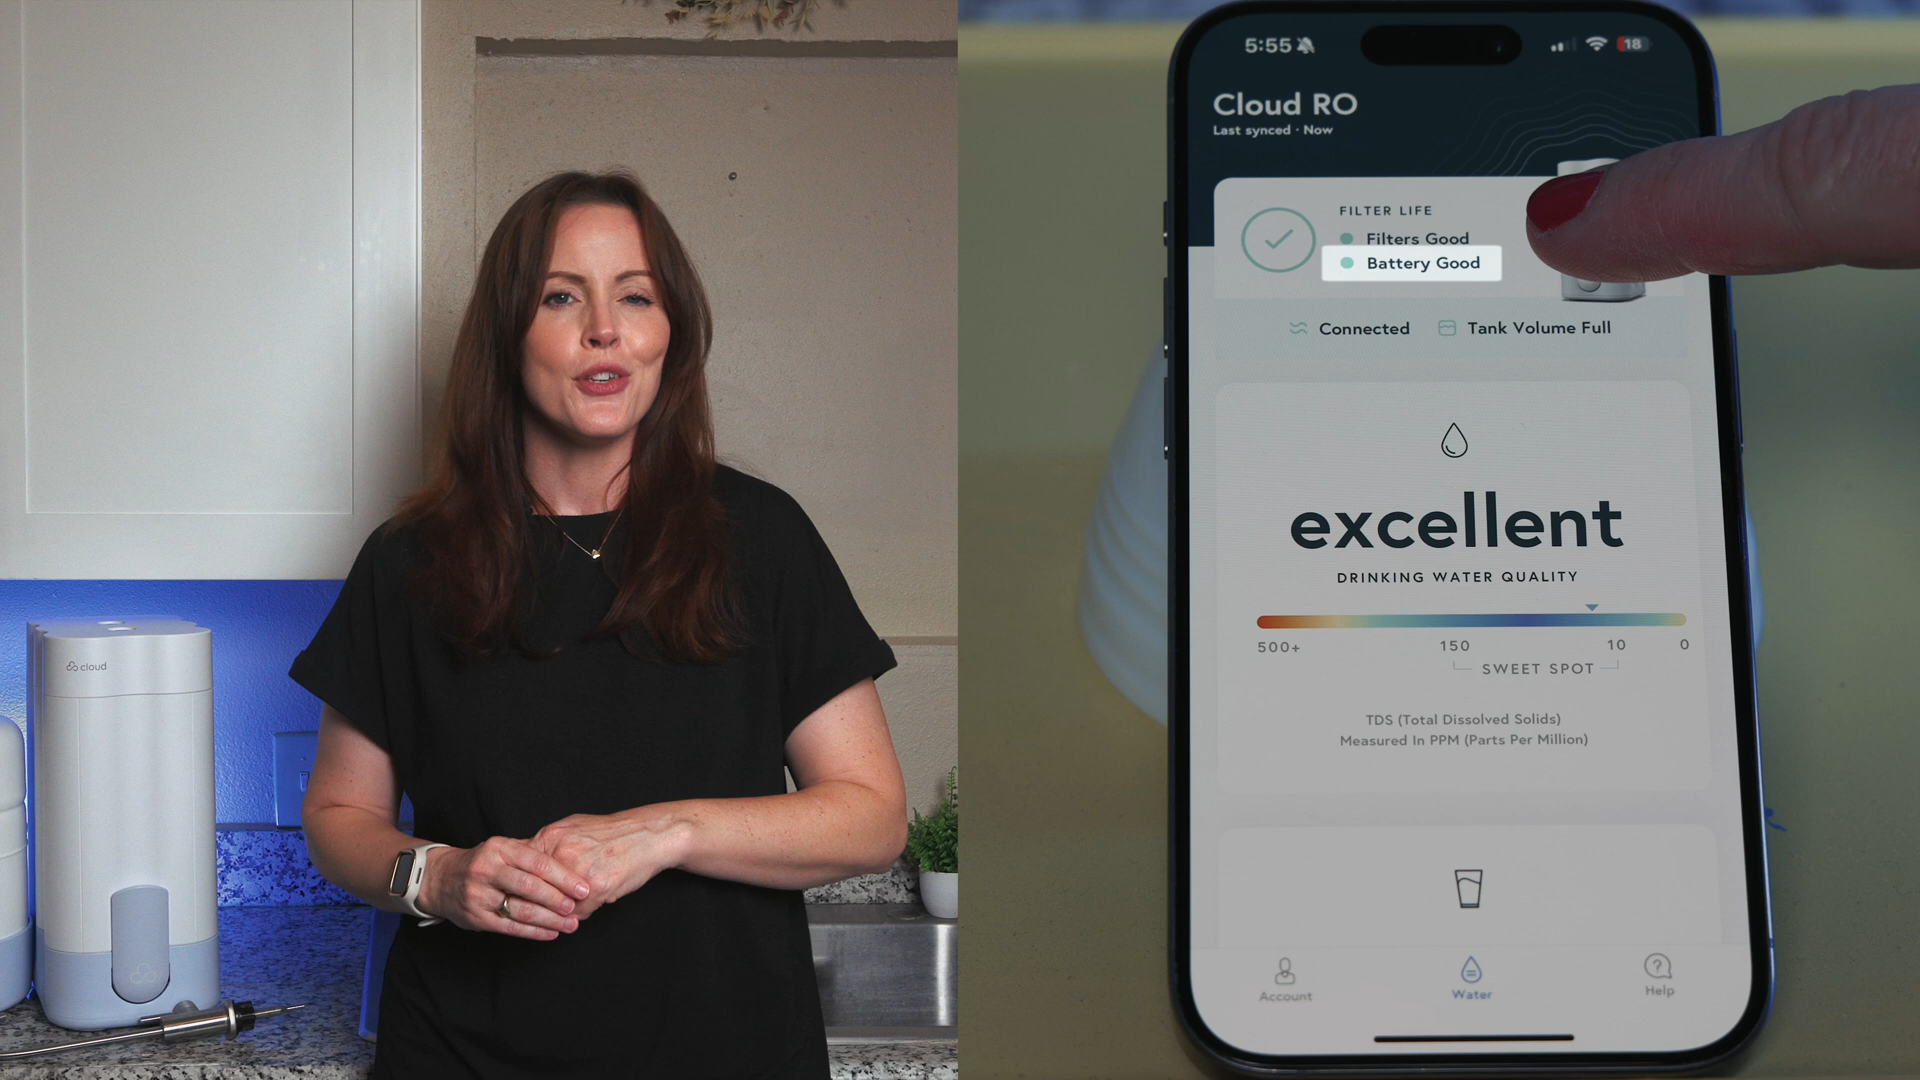 cloud
5:55
18
Cloud RO
Last synced · Now
FILTER LIFE
Filters Good
Battery Good
Connected
Tank Volume Full
excellent
DRINKING WATER QUALITY
500+ 150 10 0
SWEET SPOT
TDS (Total Dissolved Solids)
Measured In PPM (Parts Per Million)
Account
Water
Help